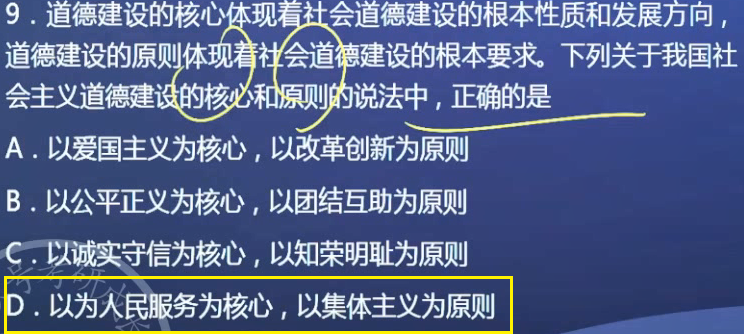 9．道德建设的核心体现着社会道德建设的根本性质和发展方向，
道德建设的原则体现着社会道德建设的根本要求。下列关于我国社
会主义道德建设的核心和原则的说法中，正确的是
A．以爱国主义为核心，以改革创新为原则
B．以公平正义为核心，以团结互助为原则
C．以诚实守信为核心，以知荣明耻为原则
D．以为人民服务为核心，以集体主义为原则